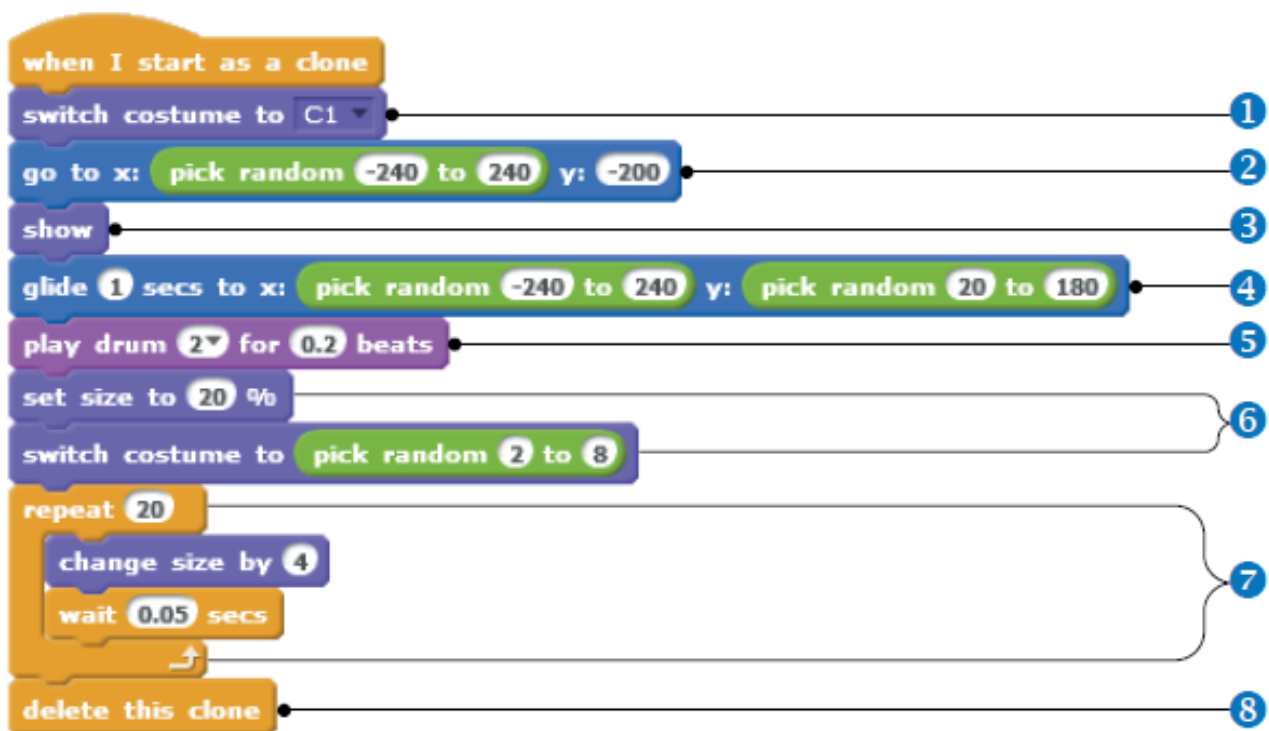 when I start as a clone
switch costume to C1 1
go to x: pick random -240 to 240 y: -200 2
show 3
glide 1 secs to x: pick random -240 to 240 y: pick random 20 to 180 4
play drum 2 for 0.2 beats 5
set size to 20 %
6
switch costume to pick random 2 to 8
repeat 20
change size by 4
7
wait 0.05 secs
delete this clone 8